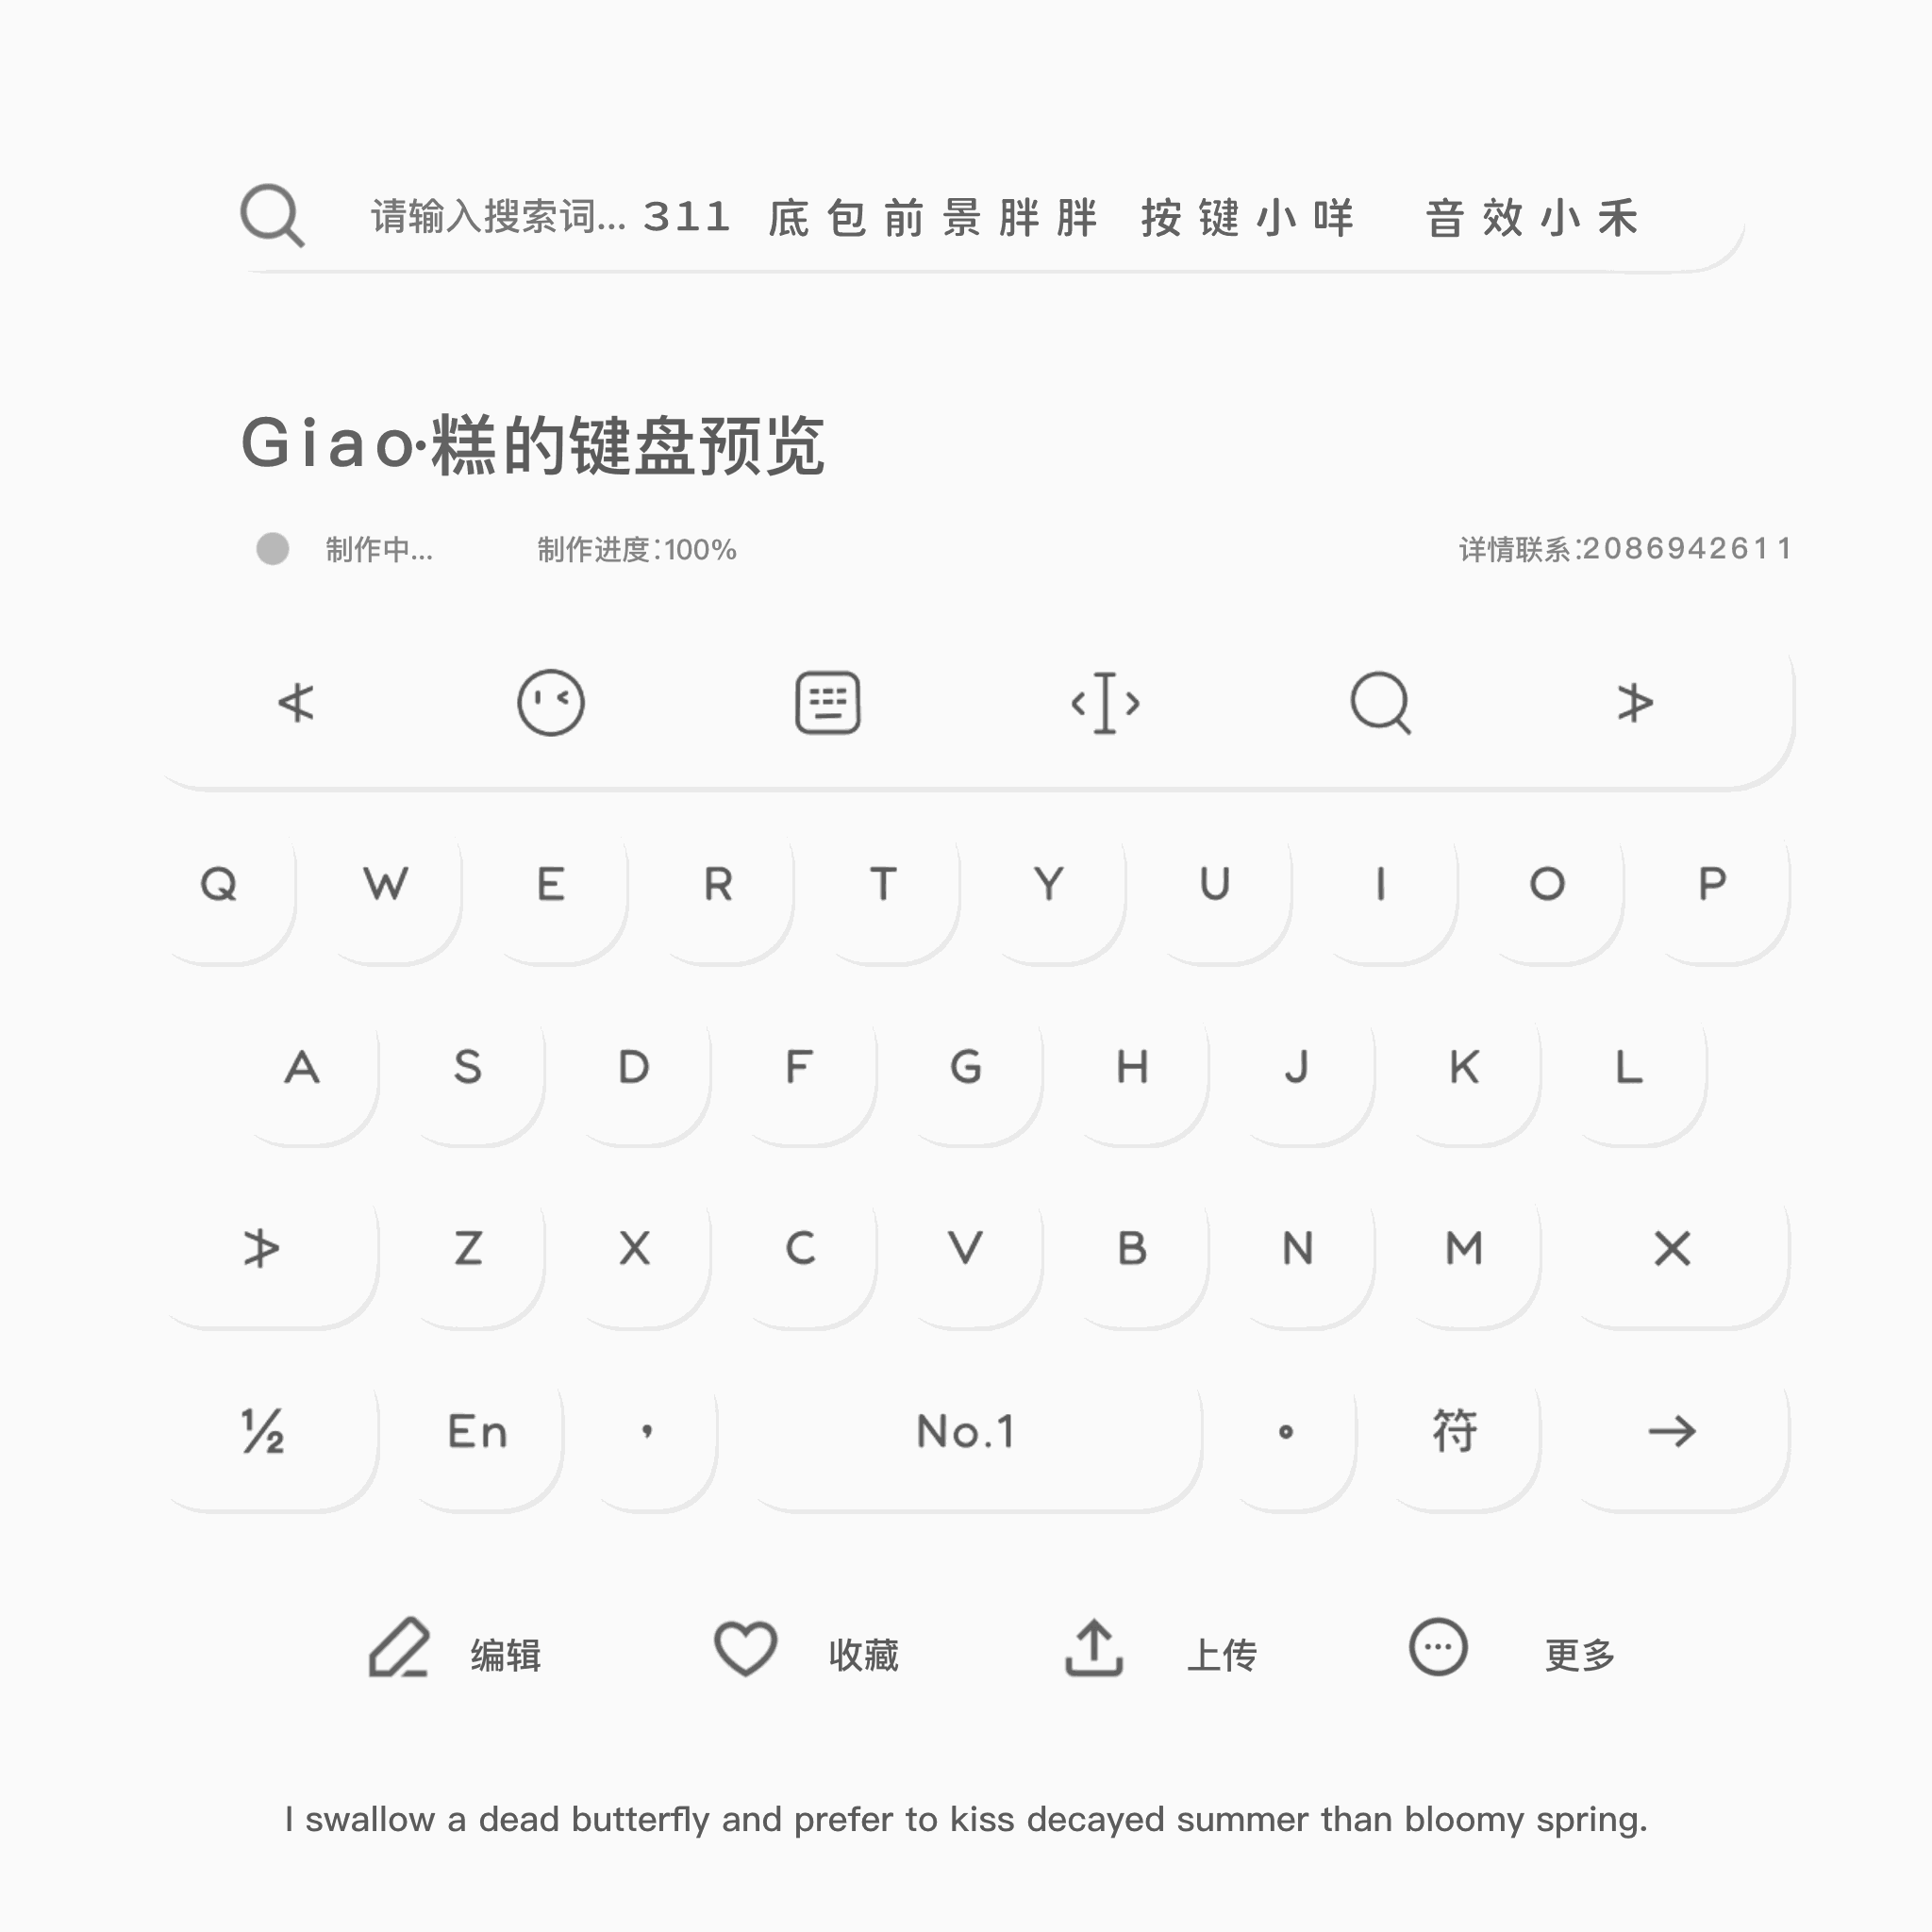 请输入搜索词... 311 底包前景胖胖 按键小咩 音效小禾
Giao·糕的键盘预览
制作中... 制作进度:100% 详情联系:2086942611
Q W E R T Y U I O P
A S D F G H J K L
Z X C V B N M
½ En , No.1 。 符
编辑 收藏 上传 更多
I swallow a dead butterfly and prefer to kiss decayed summer than bloomy spring.